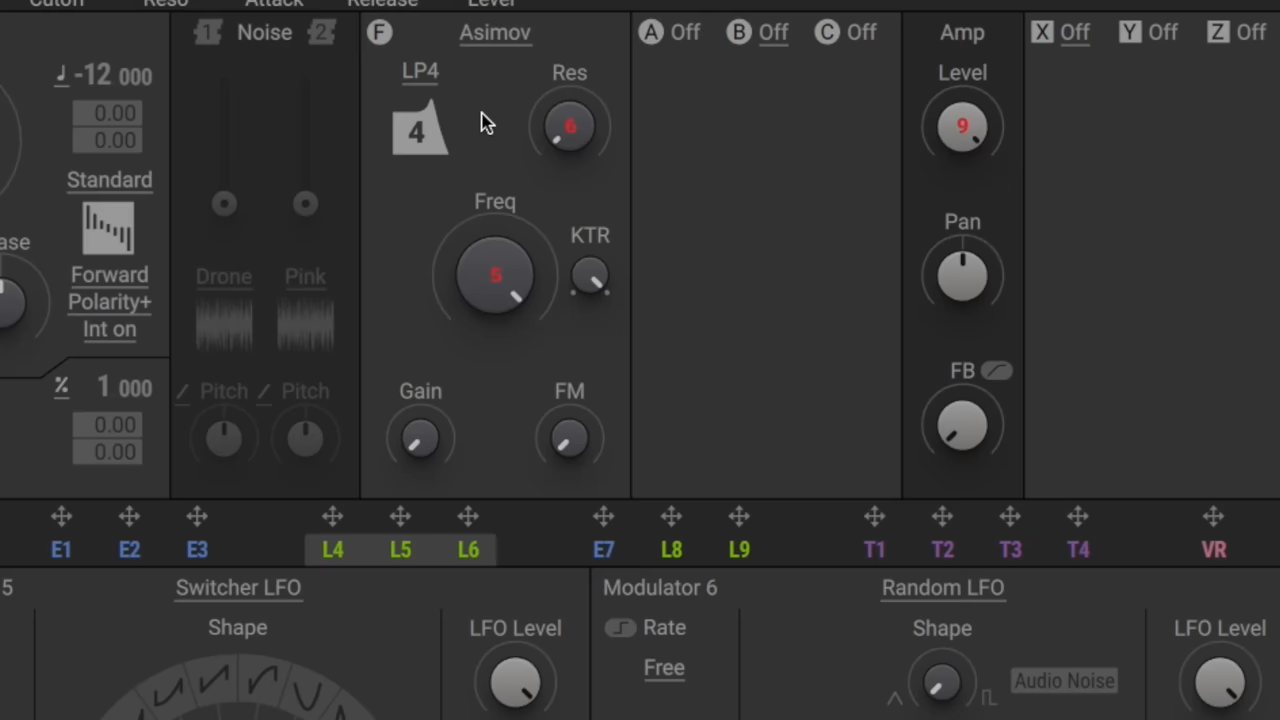 Cutoff Reso Attack Release Level
-12 000
0.00
0.00
Standard
ase
Forward
Polarity+
Int on
% 1 000
0.00
0.00
1 Noise 2
Drone Pink
Pitch Pitch
F Asimov
LP4
4
Res
6
Freq
5
KTR
Gain FM
A Off B Off C Off
Amp
Level
9
Pan
FB
X Off Y Off Z Off
E1 E2 E3 L4 L5 L6 E7 L8 L9 T1 T2 T3 T4 VR
5 Switcher LFO
Shape
LFO Level
Modulator 6 Random LFO
Rate
Free
Shape
Audio Noise
LFO Level